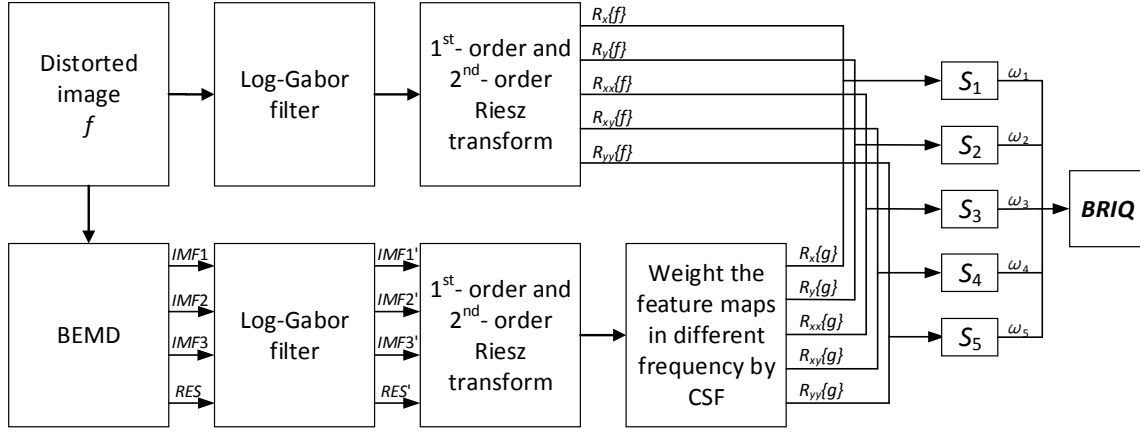 Distorted
image
f
Log-Gabor
filter
1st- order and
2nd- order
Riesz
transform
Rx{f}
Ry{f}
Rxx{f}
Rxy{f}
Ryy{f}
BEMD
IMF1
IMF2
IMF3
RES
Log-Gabor
filter
IMF1'
IMF2'
IMF3'
RES'
1st- order and
2nd- order
Riesz
transform
Weight the
feature maps
in different
frequency by
CSF
Rx{g}
Ry{g}
Rxx{g}
Rxy{g}
Ryy{g}
S1
S2
S3
S4
S5
ω1
ω2
ω3
ω4
ω5
BRIQ